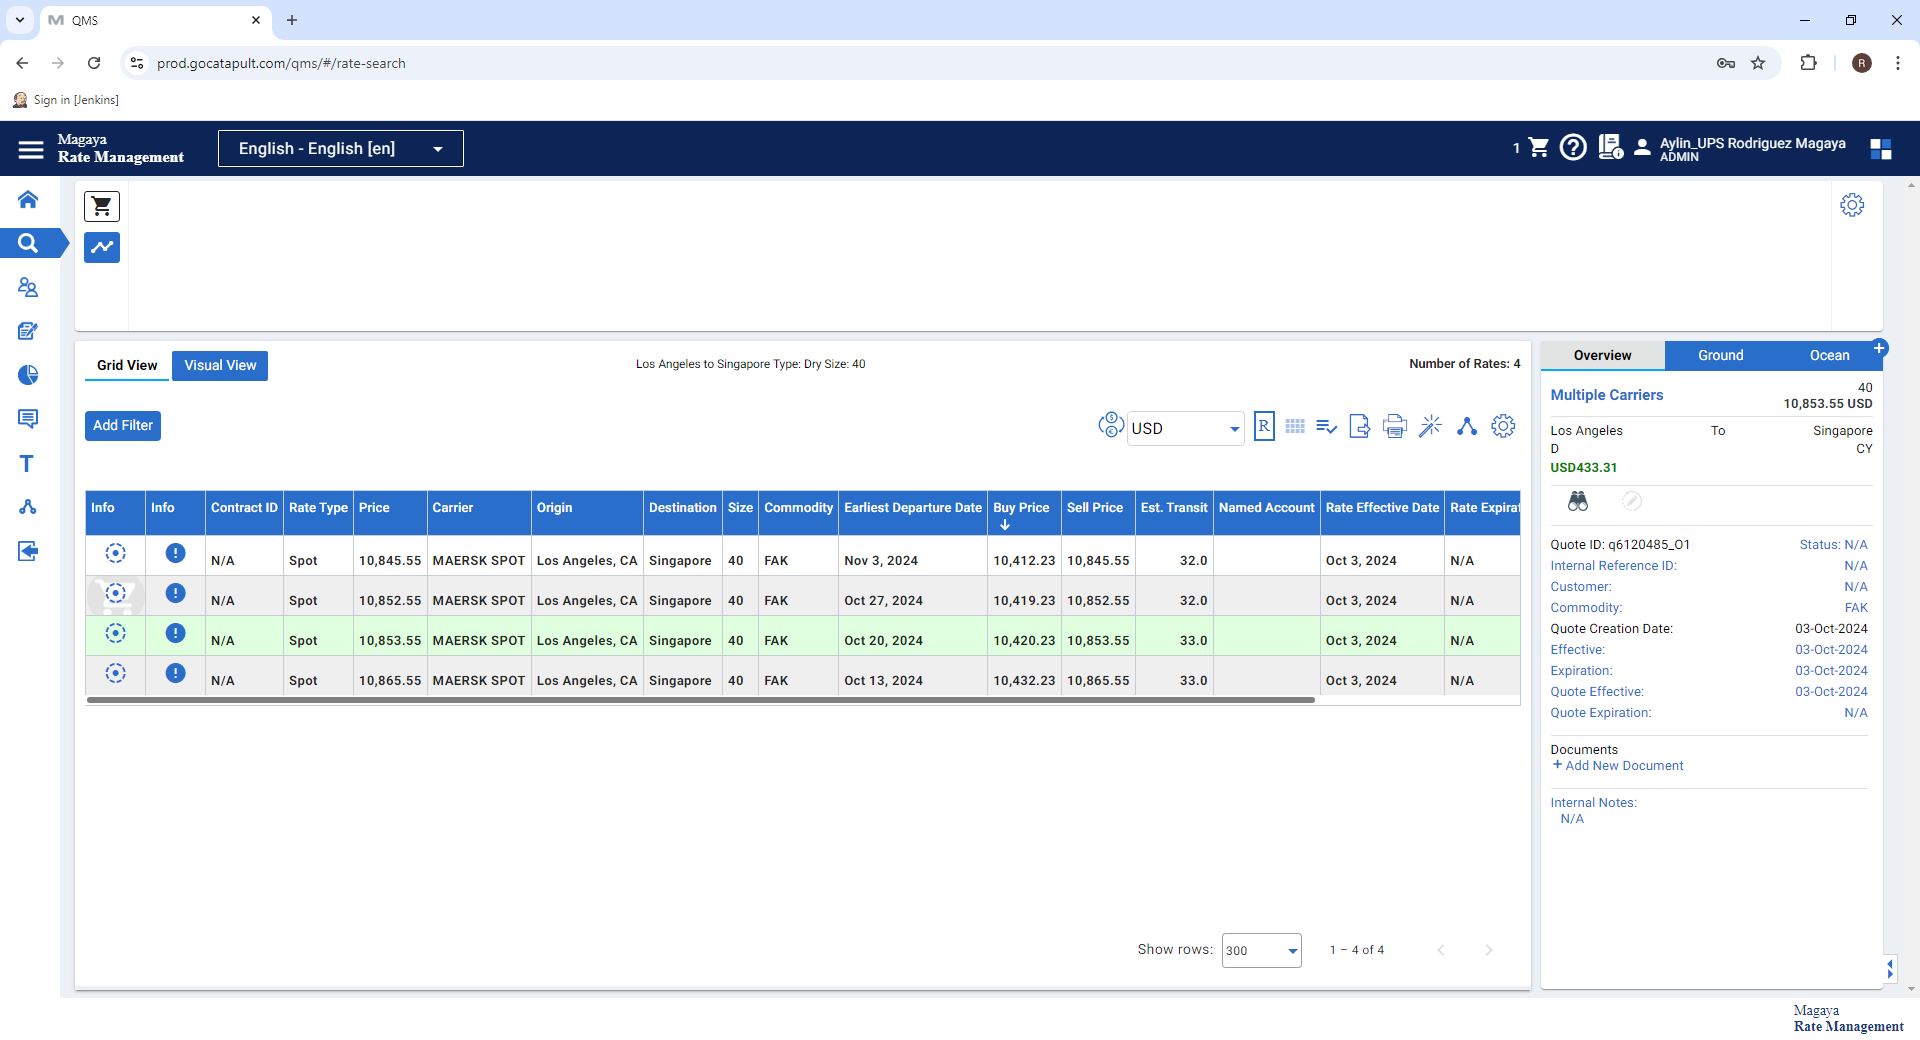 QMS
prod.gocatapult.com/qms/#/rate-search
R
Sign in [Jenkins]
Magaya
Rate Management
English - English [en]
1
Aylin_UPS Rodriguez Magaya
ADMIN
Grid View
Visual View
Los Angeles to Singapore Type: Dry Size: 40
Number of Rates: 4
Add Filter
USD
R
Info Info Contract ID Rate Type Price Carrier Origin Destination Size Commodity Earliest Departure Date Buy Price Sell Price Est. Transit Named Account Rate Effective Date Rate Expirat
N/A Spot 10,845.55 MAERSK SPOT Los Angeles, CA Singapore 40 FAK Nov 3, 2024 10,412.23 10,845.55 32.0 Oct 3, 2024 N/A
N/A Spot 10,852.55 MAERSK SPOT Los Angeles, CA Singapore 40 FAK Oct 27, 2024 10,419.23 10,852.55 32.0 Oct 3, 2024 N/A
N/A Spot 10,853.55 MAERSK SPOT Los Angeles, CA Singapore 40 FAK Oct 20, 2024 10,420.23 10,853.55 33.0 Oct 3, 2024 N/A
N/A Spot 10,865.55 MAERSK SPOT Los Angeles, CA Singapore 40 FAK Oct 13, 2024 10,432.23 10,865.55 33.0 Oct 3, 2024 N/A
Show rows: 300 1 – 4 of 4
Overview Ground Ocean
Multiple Carriers
40
10,853.55 USD
Los Angeles To Singapore
D CY
USD433.31
Quote ID: q6120485_O1 Status: N/A
Internal Reference ID: N/A
Customer: N/A
Commodity: FAK
Quote Creation Date: 03-Oct-2024
Effective: 03-Oct-2024
Expiration: 03-Oct-2024
Quote Effective: 03-Oct-2024
Quote Expiration: N/A
Documents
+ Add New Document
Internal Notes:
N/A
Magaya
Rate Management